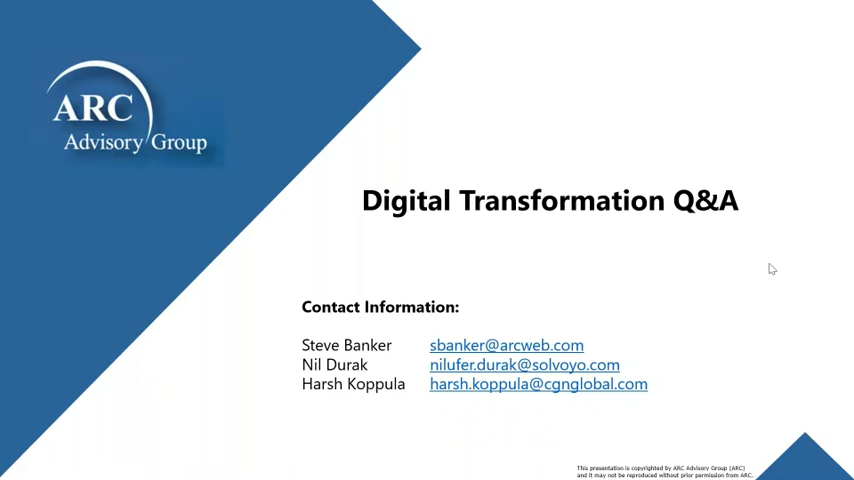 ARC
Advisory Group
Digital Transformation Q&A
Contact Information:
Steve Banker sbanker@arcweb.com
Nil Durak nilufer.durak@solvoyo.com
Harsh Koppula harsh.koppula@cgnglobal.com
This presentation is copyrighted by ARC Advisory Group (ARC)
and it may not be reproduced without prior permission from ARC.